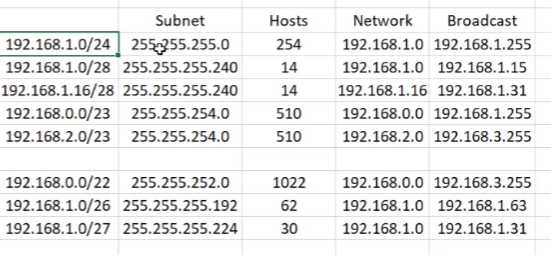 Subnet Hosts Network Broadcast
192.168.1.0/24 255.255.255.0 254 192.168.1.0 192.168.1.255
192.168.1.0/28 255.255.255.240 14 192.168.1.0 192.168.1.15
192.168.1.16/28 255.255.255.240 14 192.168.1.16 192.168.1.31
192.168.0.0/23 255.255.254.0 510 192.168.0.0 192.168.1.255
192.168.2.0/23 255.255.254.0 510 192.168.2.0 192.168.3.255
192.168.0.0/22 255.255.252.0 1022 192.168.0.0 192.168.3.255
192.168.1.0/26 255.255.255.192 62 192.168.1.0 192.168.1.63
192.168.1.0/27 255.255.255.224 30 192.168.1.0 192.168.1.31